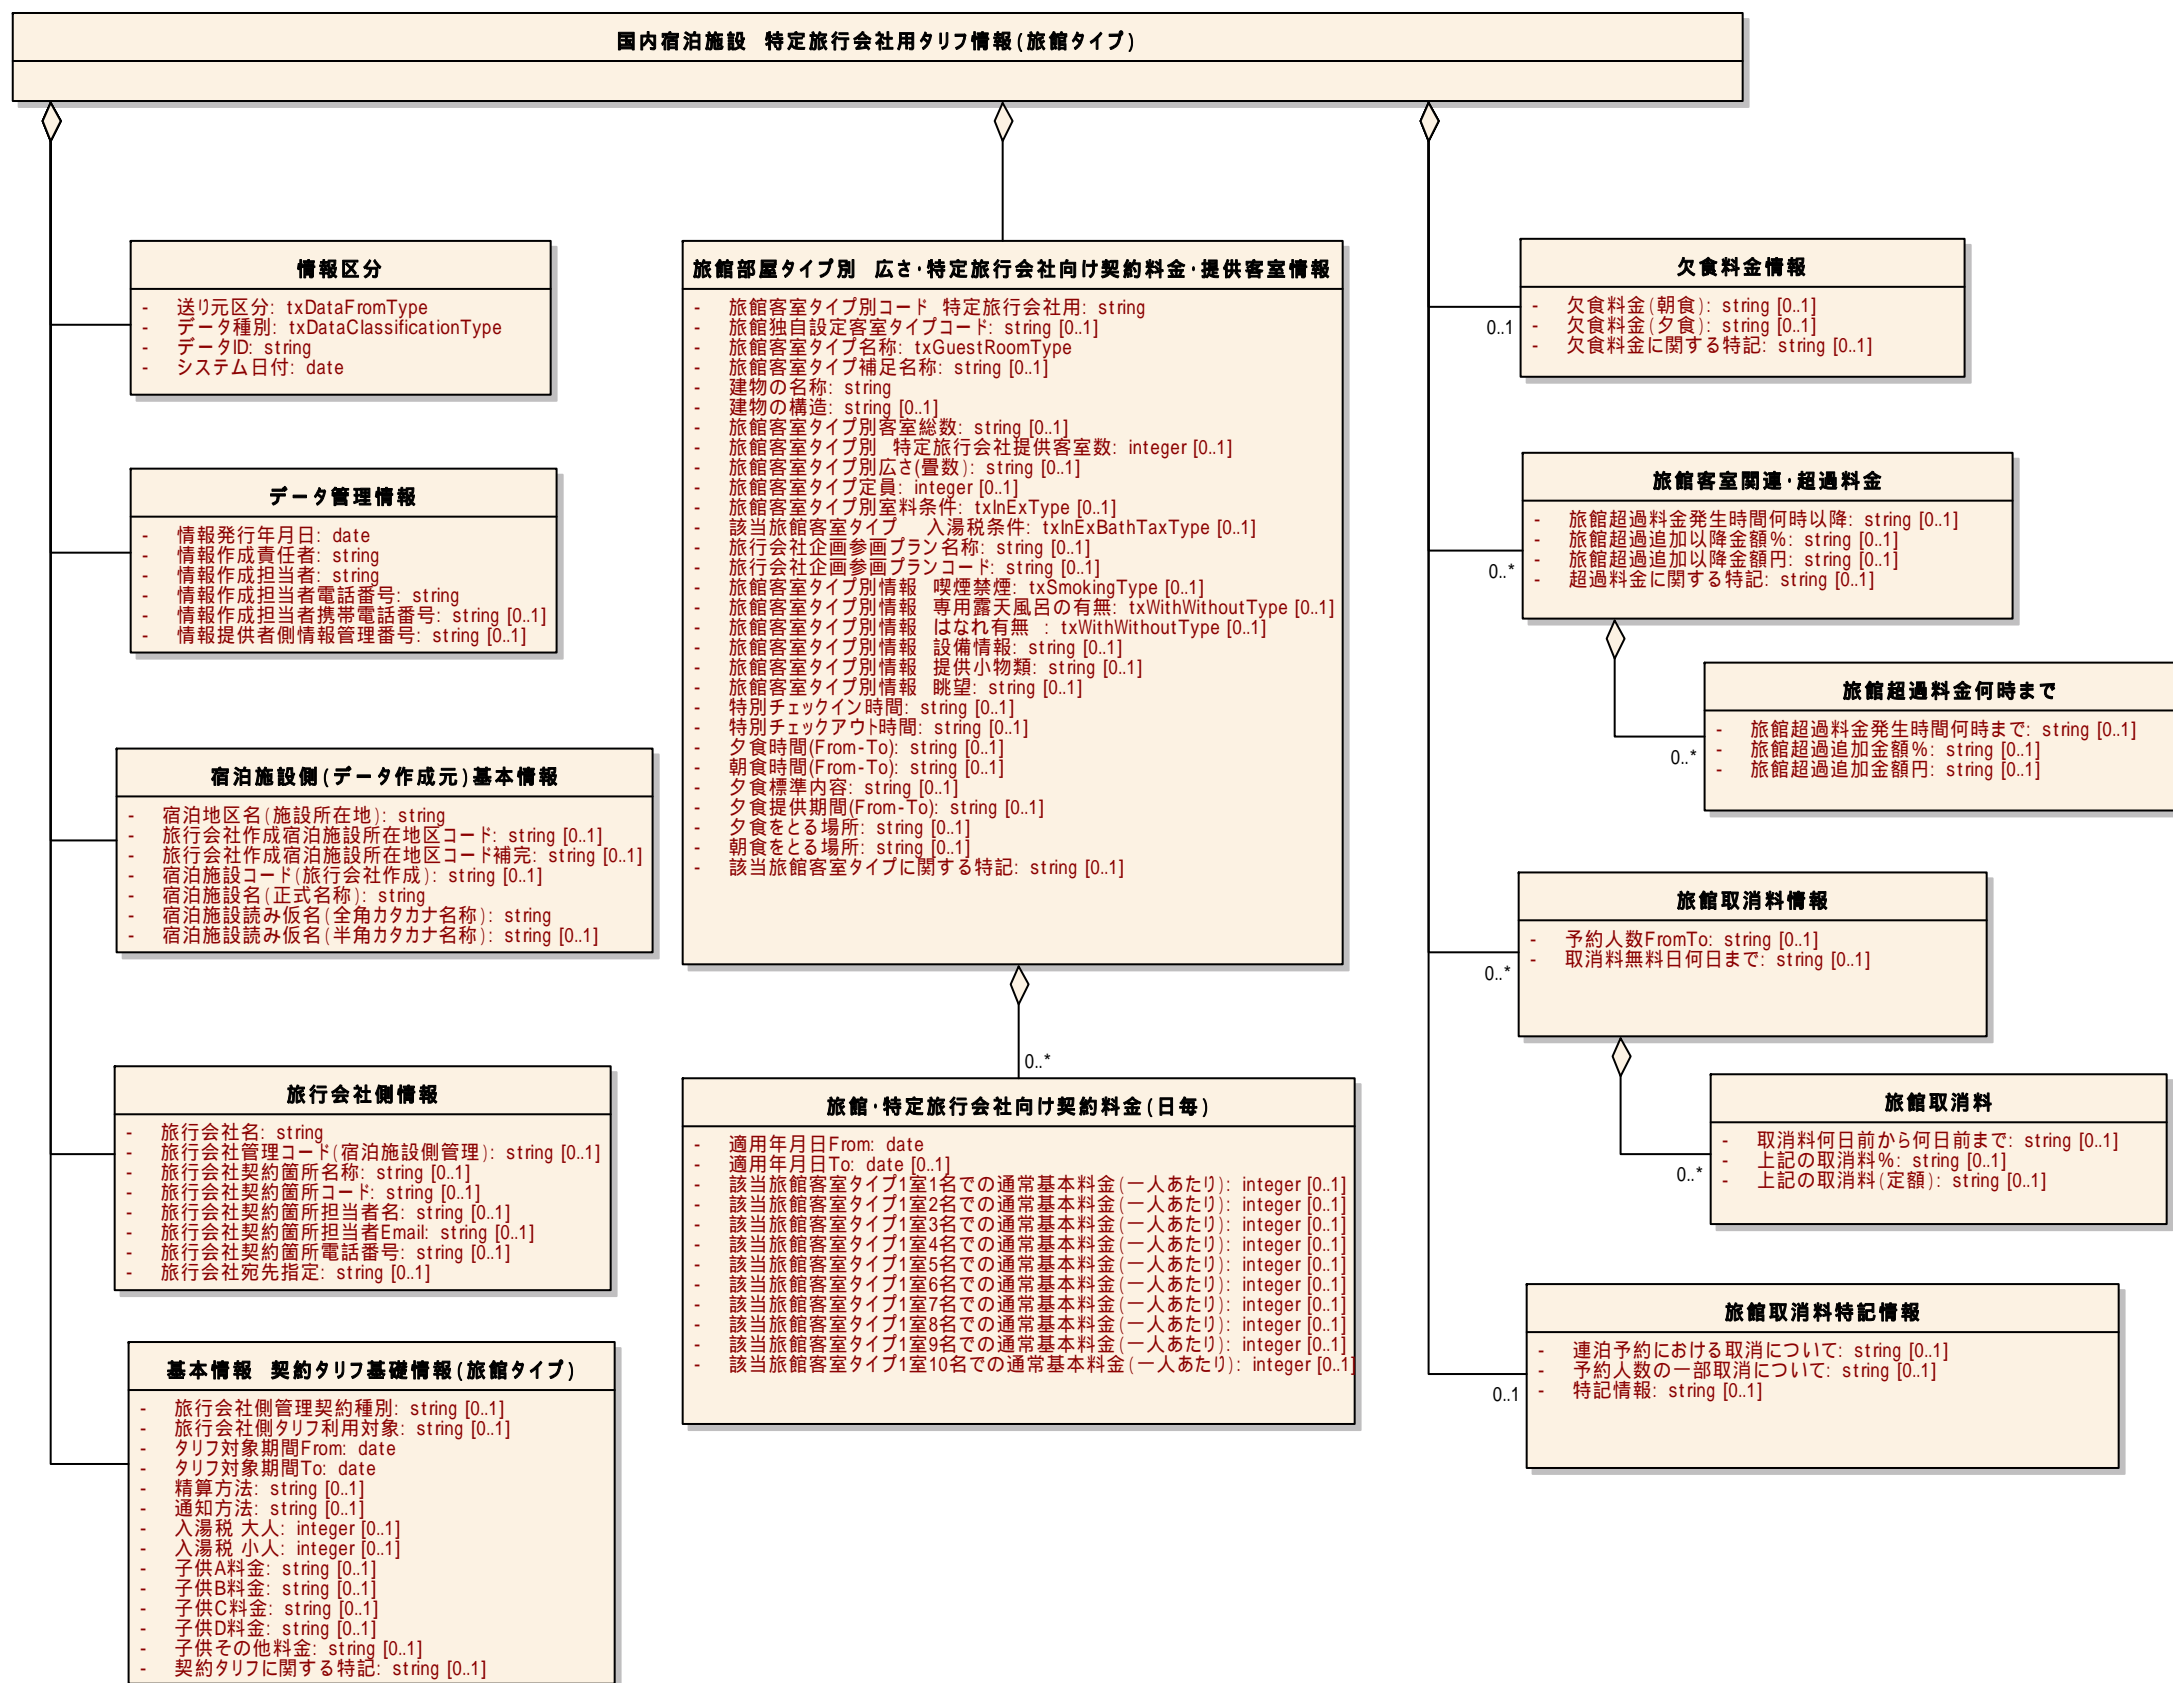 国内宿泊施設 特定旅行会社用タリフ情報(旅館タイプ)
情報区分
- 送り元区分: txDataFromType
- データ種別: txDataClassificationType
- データID: string
- システム日付: date
データ管理情報
- 情報発行年月日: date
- 情報作成責任者: string
- 情報作成担当者: string
- 情報作成担当者電話番号: string
- 情報作成担当者携帯電話番号: string [0..1]
- 情報提供者側情報管理番号: string [0..1]
宿泊施設側(データ作成元)基本情報
- 宿泊地区名(施設所在地): string
- 旅行会社作成宿泊施設所在地区コード: string [0..1]
- 旅行会社作成宿泊施設所在地区コード補完: string [0..1]
- 宿泊施設コード(旅行会社作成): string [0..1]
- 宿泊施設名(正式名称): string
- 宿泊施設読み仮名(全角カタカナ名称): string
- 宿泊施設読み仮名(半角カタカナ名称): string [0..1]
旅行会社側情報
- 旅行会社名: string
- 旅行会社管理コード(宿泊施設側管理): string [0..1]
- 旅行会社契約箇所名称: string [0..1]
- 旅行会社契約箇所コード: string [0..1]
- 旅行会社契約箇所担当者名: string [0..1]
- 旅行会社契約箇所担当者Email: string [0..1]
- 旅行会社契約箇所電話番号: string [0..1]
- 旅行会社宛先指定: string [0..1]
基本情報 契約タリフ基礎情報(旅館タイプ)
- 旅行会社側管理契約種別: string [0..1]
- 旅行会社側タリフ利用対象: string [0..1]
- タリフ対象期間From: date
- タリフ対象期間To: date
- 精算方法: string [0..1]
- 通知方法: string [0..1]
- 入湯税 大人: integer [0..1]
- 入湯税 小人: integer [0..1]
- 子供A料金: string [0..1]
- 子供B料金: string [0..1]
- 子供C料金: string [0..1]
- 子供D料金: string [0..1]
- 子供その他料金: string [0..1]
- 契約タリフに関する特記: string [0..1]
旅館部屋タイプ別 広さ・特定旅行会社向け契約料金・提供客室情報
- 旅館客室タイプ別コード 特定旅行会社用: string
- 旅館独自設定客室タイプコード: string [0..1]
- 旅館客室タイプ名称: txGuestRoomType
- 旅館客室タイプ補足名称: string [0..1]
- 建物の名称: string
- 建物の構造: string [0..1]
- 旅館客室タイプ別客室総数: string [0..1]
- 旅館客室タイプ別 特定旅行会社提供客室数: integer [0..1]
- 旅館客室タイプ別広さ(畳数): string [0..1]
- 旅館客室タイプ定員: integer [0..1]
- 旅館客室タイプ別室料条件: txInExType [0..1]
- 該当旅館客室タイプ 入湯税条件: txInExBathTaxType [0..1]
- 旅行会社企画参画プラン名称: string [0..1]
- 旅行会社企画参画プランコード: string [0..1]
- 旅館客室タイプ別情報 喫煙禁煙: txSmokingType [0..1]
- 旅館客室タイプ別情報 専用露天風呂の有無: txWithWithoutType [0..1]
- 旅館客室タイプ別情報 はなれ有無 : txWithWithoutType [0..1]
- 旅館客室タイプ別情報 設備情報: string [0..1]
- 旅館客室タイプ別情報 提供小物類: string [0..1]
- 旅館客室タイプ別情報 眺望: string [0..1]
- 特別チェックイン時間: string [0..1]
- 特別チェックアウト時間: string [0..1]
- 夕食時間(From-To): string [0..1]
- 朝食時間(From-To): string [0..1]
- 夕食標準内容: string [0..1]
- 夕食提供期間(From-To): string [0..1]
- 夕食をとる場所: string [0..1]
- 朝食をとる場所: string [0..1]
- 該当旅館客室タイプに関する特記: string [0..1]
0..*
旅館・特定旅行会社向け契約料金(日毎)
- 適用年月日From: date
- 適用年月日To: date [0..1]
- 該当旅館客室タイプ1室1名での通常基本料金(一人あたり): integer [0..1]
- 該当旅館客室タイプ1室2名での通常基本料金(一人あたり): integer [0..1]
- 該当旅館客室タイプ1室3名での通常基本料金(一人あたり): integer [0..1]
- 該当旅館客室タイプ1室4名での通常基本料金(一人あたり): integer [0..1]
- 該当旅館客室タイプ1室5名での通常基本料金(一人あたり): integer [0..1]
- 該当旅館客室タイプ1室6名での通常基本料金(一人あたり): integer [0..1]
- 該当旅館客室タイプ1室7名での通常基本料金(一人あたり): integer [0..1]
- 該当旅館客室タイプ1室8名での通常基本料金(一人あたり): integer [0..1]
- 該当旅館客室タイプ1室9名での通常基本料金(一人あたり): integer [0..1]
- 該当旅館客室タイプ1室10名での通常基本料金(一人あたり): integer [0..1]
欠食料金情報
- 欠食料金(朝食): string [0..1]
- 欠食料金(夕食): string [0..1]
- 欠食料金に関する特記: string [0..1]
0..1
旅館客室関連・超過料金
- 旅館超過料金発生時間何時以降: string [0..1]
- 旅館超過追加以降金額%: string [0..1]
- 旅館超過追加以降金額円: string [0..1]
- 超過料金に関する特記: string [0..1]
0..*
旅館超過料金何時まで
- 旅館超過料金発生時間何時まで: string [0..1]
- 旅館超過追加金額%: string [0..1]
- 旅館超過追加金額円: string [0..1]
0..*
旅館取消料情報
- 予約人数FromTo: string [0..1]
- 取消料無料日何日まで: string [0..1]
0..*
旅館取消料
- 取消料何日前から何日前まで: string [0..1]
- 上記の取消料%: string [0..1]
- 上記の取消料(定額): string [0..1]
0..*
旅館取消料特記情報
- 連泊予約における取消について: string [0..1]
- 予約人数の一部取消について: string [0..1]
- 特記情報: string [0..1]
0..1